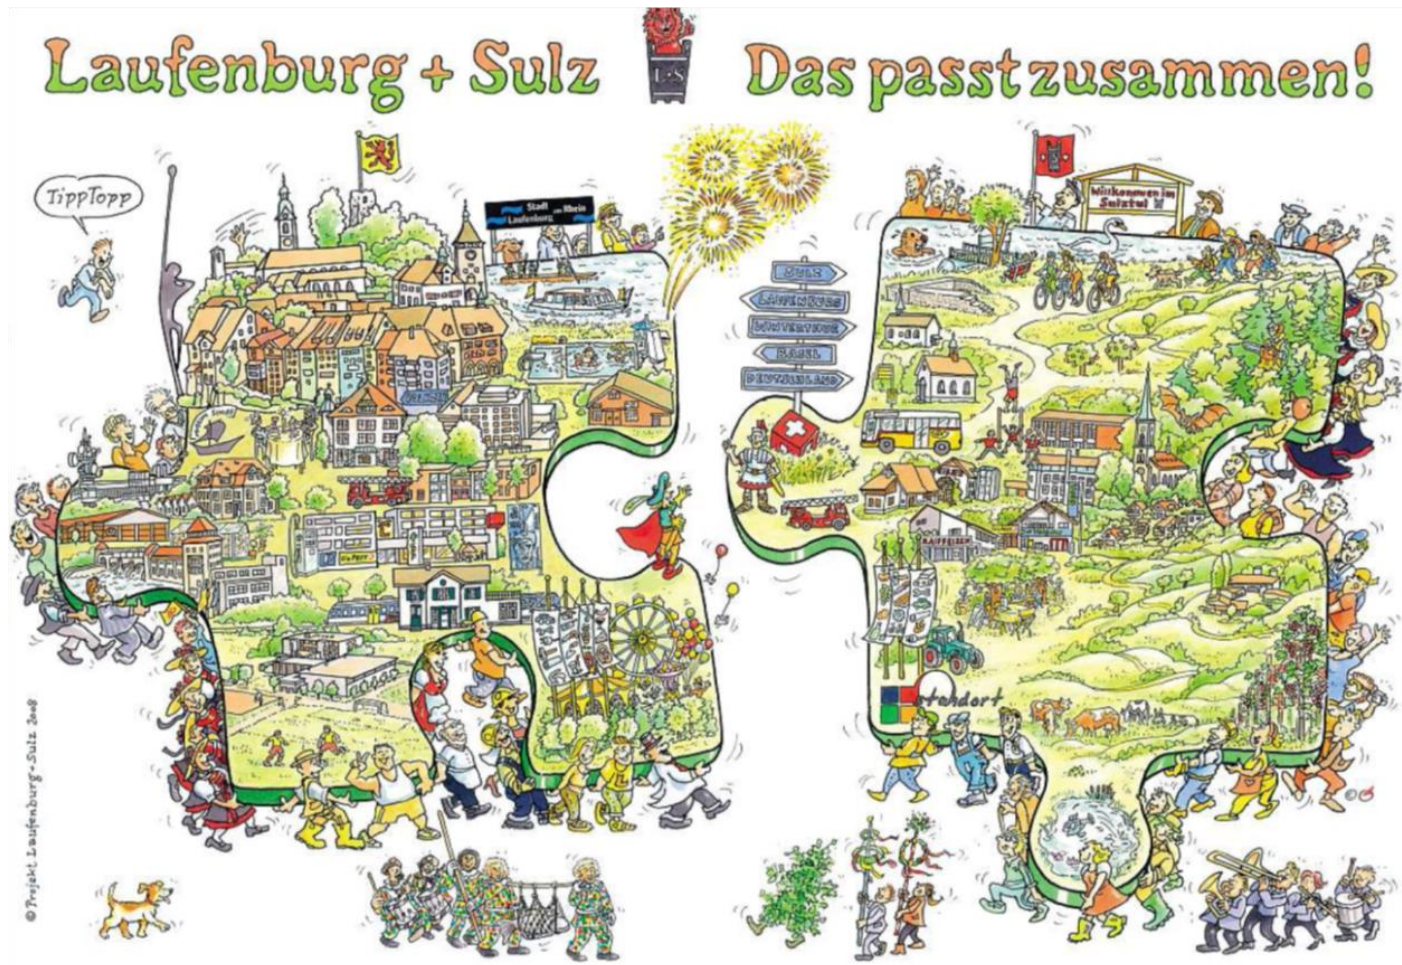 Laufenburg + Sulz
L+S
Das passt zusammen!
TippTopp
Stadt am Rhein
Laufenburg
Willkommen im
Sulztal
SULZ
LAUFENBURG
WINTERTHUR
BASEL
DEUTSCHLAND
RAIFFEISEN
standort
© Projekt Laufenburg + Sulz 2008